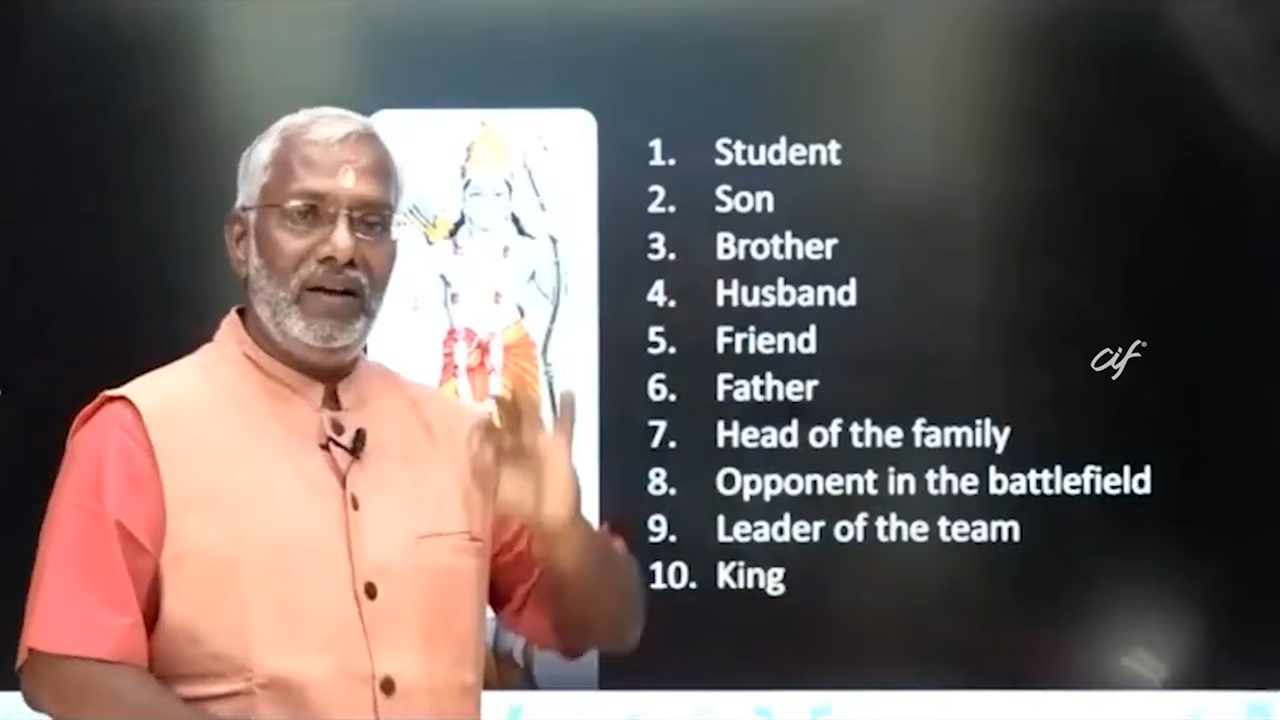 1. Student
2. Son
3. Brother
4. Husband
5. Friend
6. Father
7. Head of the family
8. Opponent in the battlefield
9. Leader of the team
10. King
cif